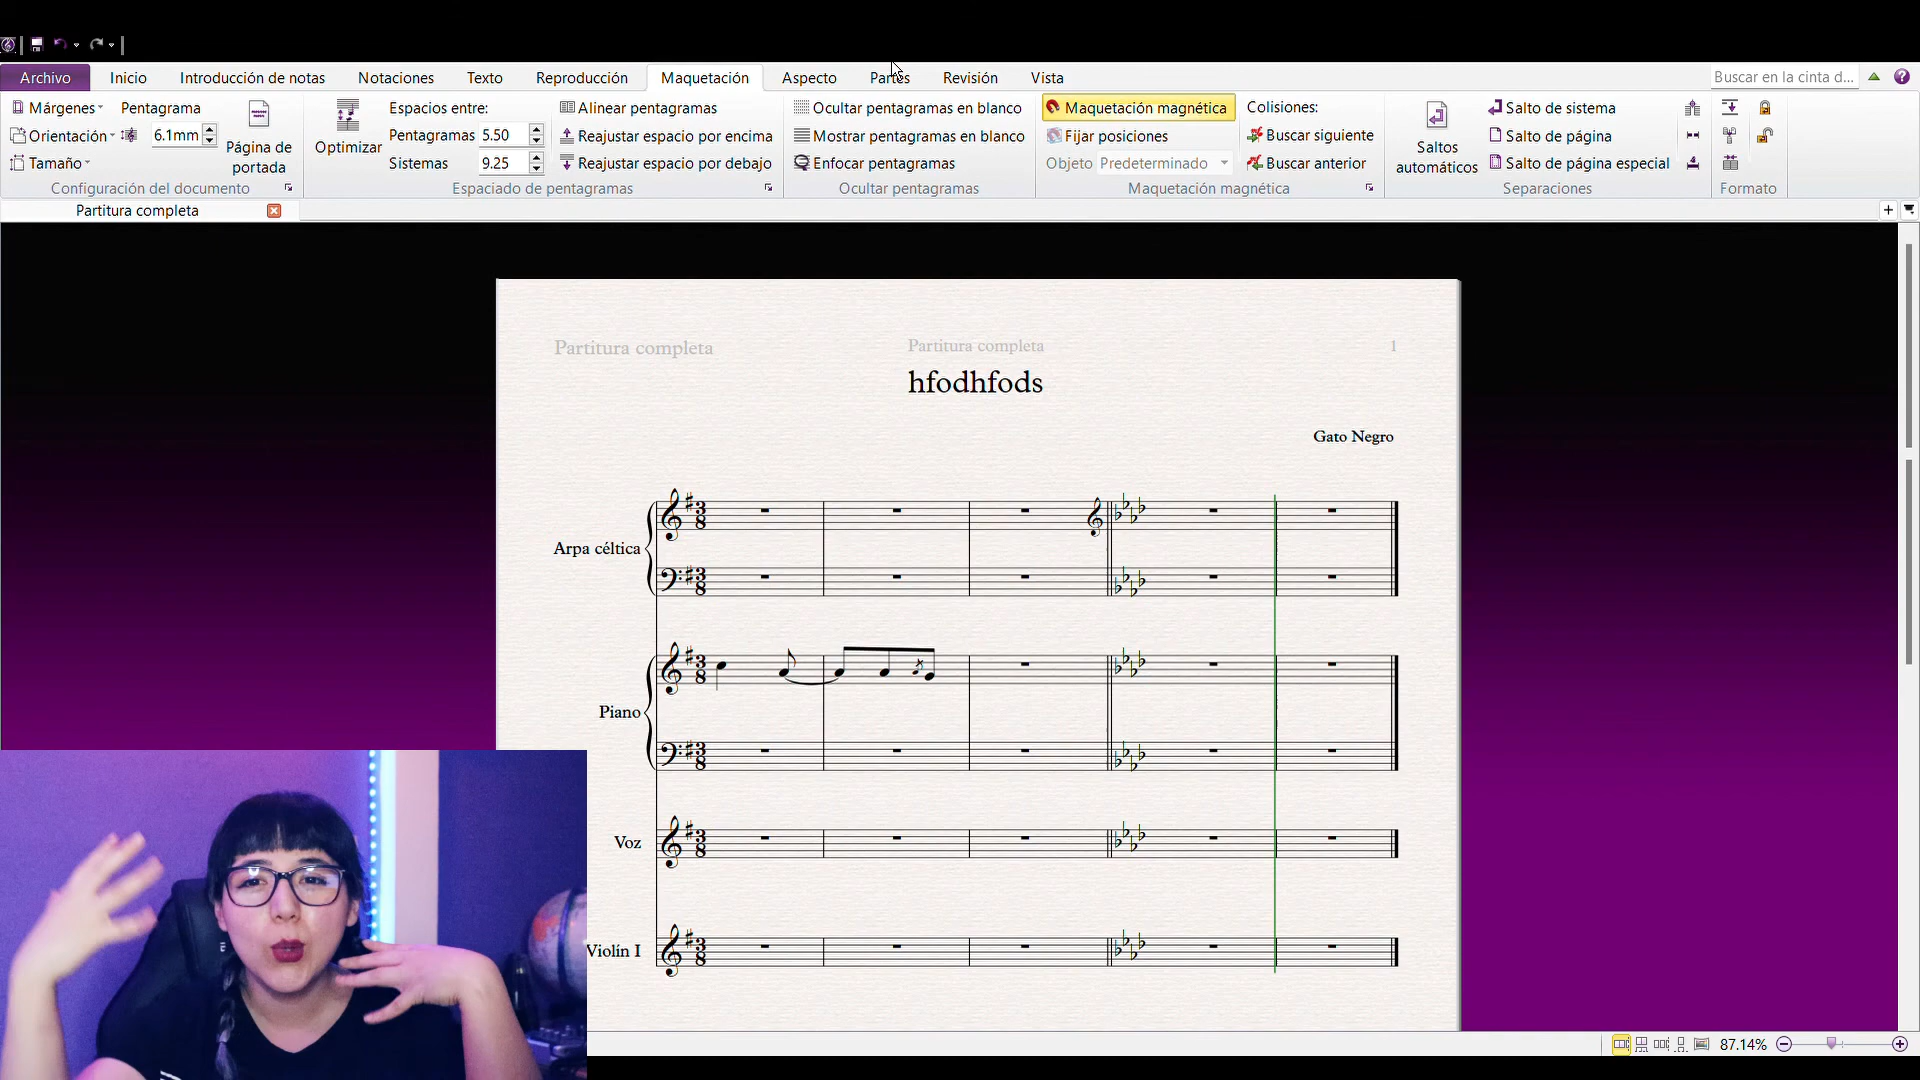 Archivo Inicio Introducción de notas Notaciones Texto Reproducción Maquetación Aspecto Partes Revisión Vista Buscar en la cinta d...
Márgenes Pentagrama
Orientación 6.1mm
Tamaño
Página de
portada
Configuración del documento
Optimizar
Espacios entre:
Pentagramas 5.50
Sistemas 9.25
Alinear pentagramas
Reajustar espacio por encima
Reajustar espacio por debajo
Espaciado de pentagramas
Ocultar pentagramas en blanco
Mostrar pentagramas en blanco
Enfocar pentagramas
Ocultar pentagramas
Maquetación magnética
Fijar posiciones
Objeto Predeterminado
Colisiones:
Buscar siguiente
Buscar anterior
Maquetación magnética
Saltos
automáticos
Salto de sistema
Salto de página
Salto de página especial
Separaciones
Formato
Partitura completa
Partitura completa Partitura completa 1
hfodhfods
Gato Negro
Arpa céltica
Piano
Voz
Violín I
87.14%